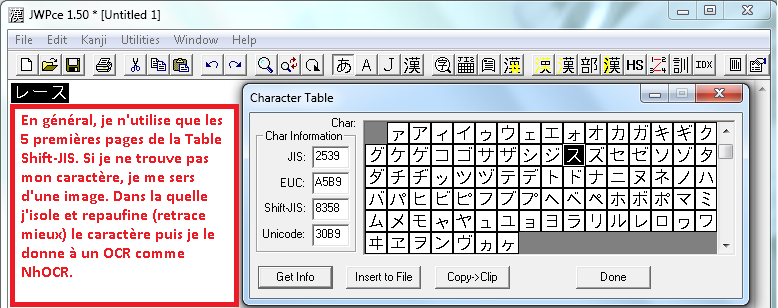 漢 JWPce 1.50 * [Untitled 1]
File Edit Kanji Utilities Window Help
あ A J 漢 漢 漢 部 漢 HS 訓 IDX
レース
En général, je n'utilise que les
5 premières pages de la Table
Shift-JIS. Si je ne trouve pas
mon caractère, je me sers
d'une image. Dans la quelle
j'isole et repaufine (retrace
mieux) le caractère puis je le
donne à un OCR comme
NhOCR.
Character Table
Char:
Char Information
JIS: 2539
EUC: A5B9
Shift-JIS: 8358
Unicode: 30B9
ァ ア ィ イ ゥ ウ ェ エ ォ オ カ ガ キ ギ ク
グ ケ ゲ コ ゴ サ ザ シ ジ ス ズ セ ゼ ソ ゾ タ
ダ チ ヂ ッ ツ ヅ テ デ ト ド ナ ニ ヌ ネ ノ ハ
バ パ ヒ ビ ピ フ ブ プ ヘ ベ ペ ホ ボ ポ マ ミ
ム メ モ ャ ヤ ュ ユ ョ ヨ ラ リ ル レ ロ ヮ ワ
ヰ ヱ ヲ ン ヴ ヵ ヶ
Get Info Insert to File Copy->Clip Done